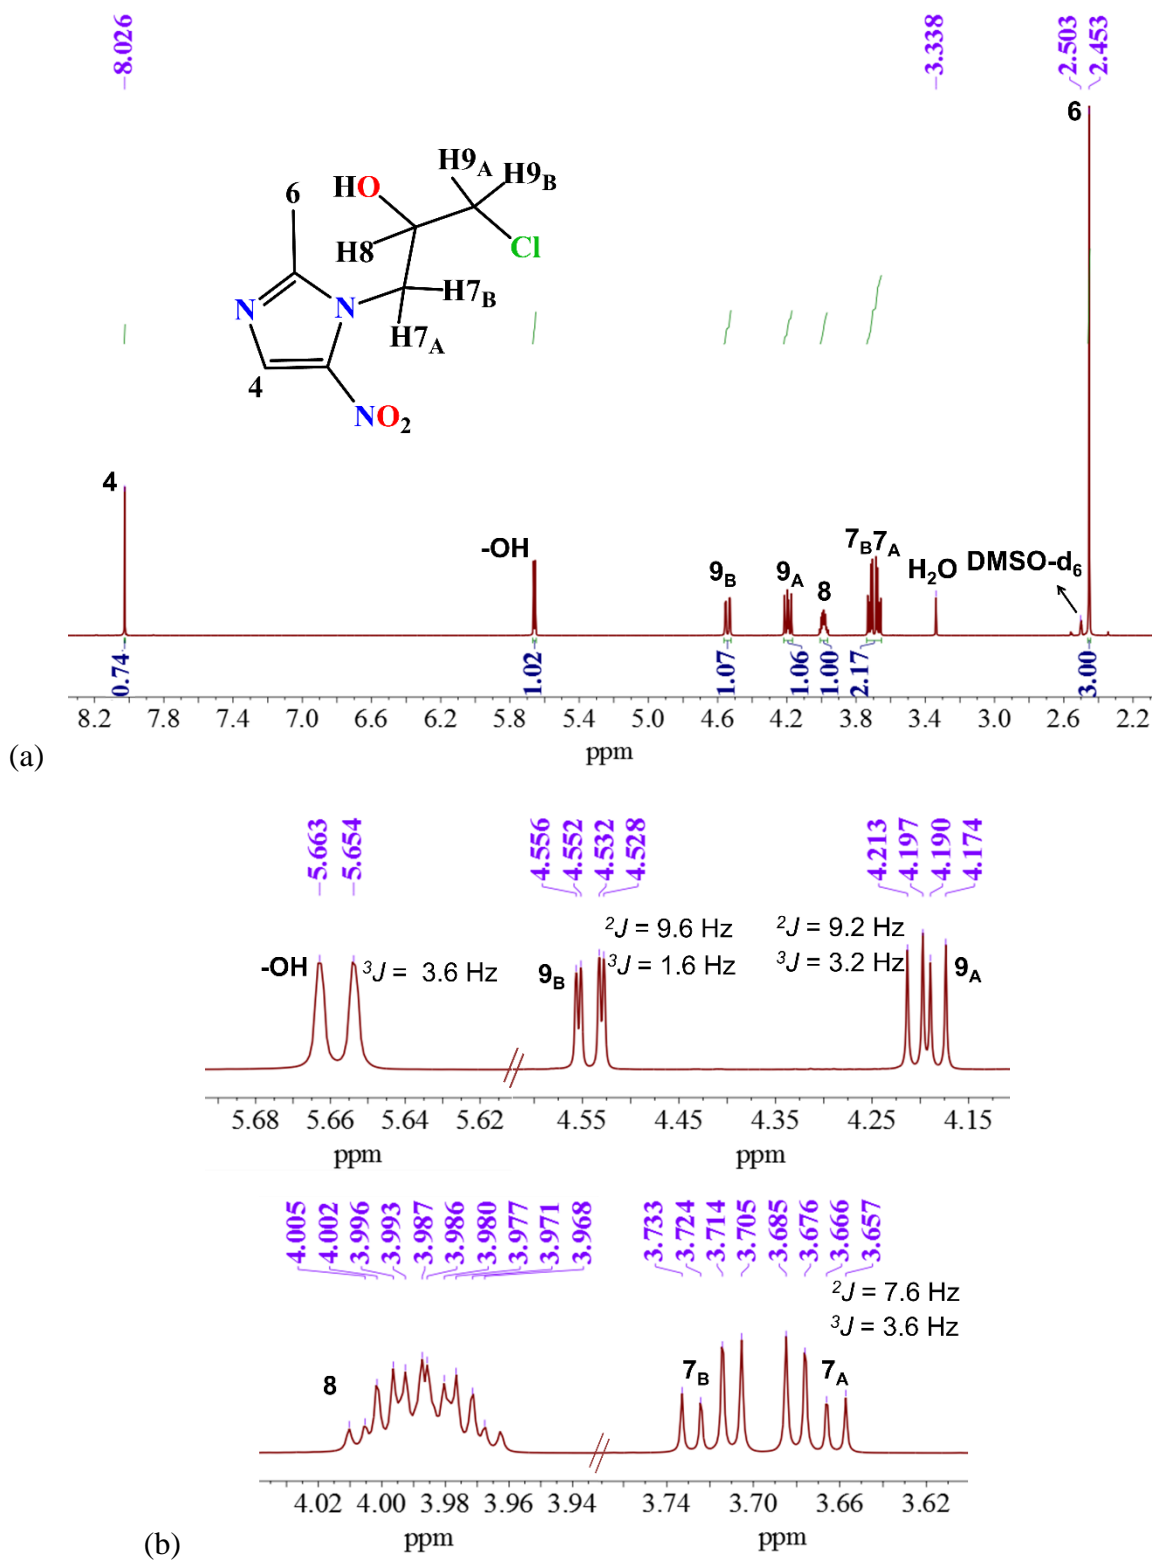 8.026
3.338
2.503
2.453
6
H9A
H9B
HO
6
H8
Cl
N
N
H7B
H7A
4
NO2
4
-OH
9B
9A
8
7B 7A
H2O
DMSO-d6
0.74
1.02
1.07
1.06
1.00
2.17
3.00
8.2 7.8 7.4 7.0 6.6 6.2 5.8 5.4 5.0 4.6 4.2 3.8 3.4 3.0 2.6 2.2
ppm
(a)
5.663
5.654
4.556
4.552
4.532
4.528
4.213
4.197
4.190
4.174
-OH
3J = 3.6 Hz
9B
2J = 9.6 Hz
3J = 1.6 Hz
2J = 9.2 Hz
3J = 3.2 Hz
9A
5.68 5.66 5.64 5.62 4.55 4.45 4.35 4.25 4.15
ppm ppm
4.005
4.002
3.996
3.993
3.987
3.986
3.980
3.977
3.971
3.968
3.733
3.724
3.714
3.705
3.685
3.676
3.666
3.657
2J = 7.6 Hz
3J = 3.6 Hz
8
7B
7A
4.02 4.00 3.98 3.96 3.94 3.74 3.70 3.66 3.62
ppm ppm
(b)